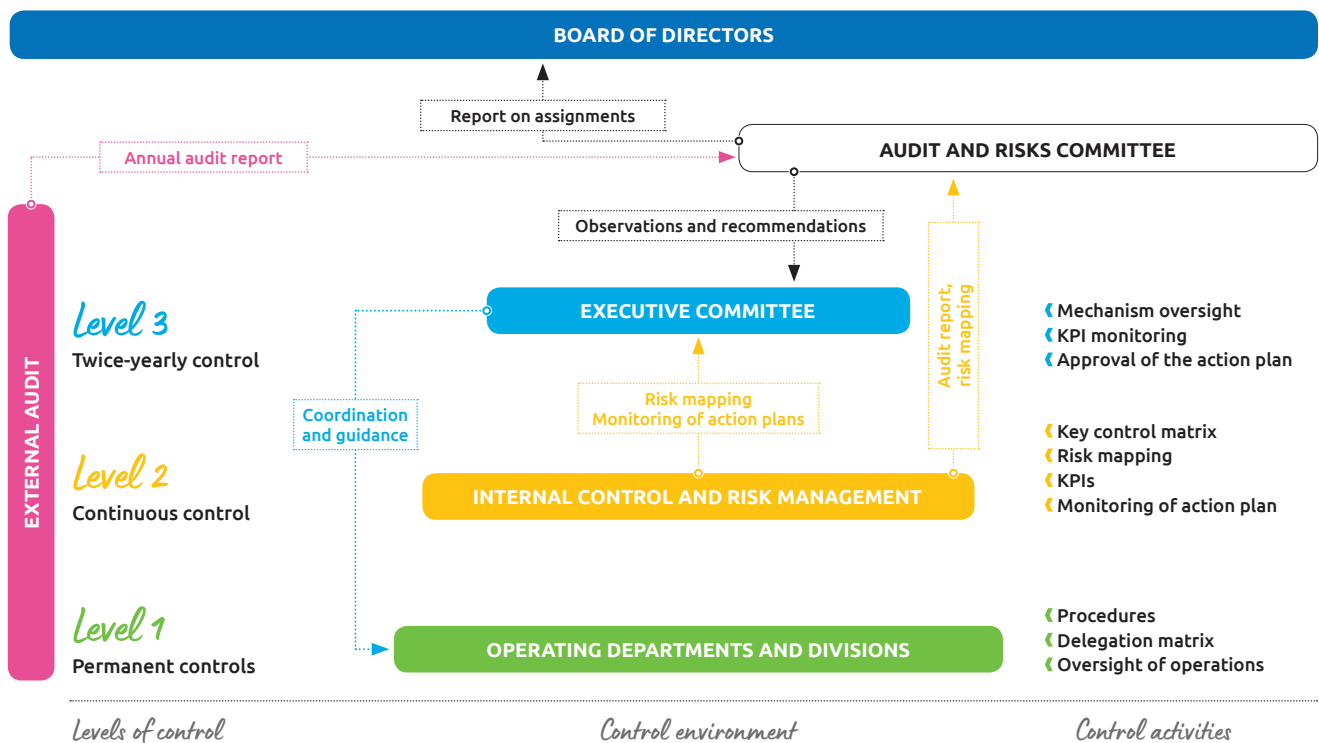 BOARD OF DIRECTORS
Report on assignments
Annual audit report
AUDIT AND RISKS COMMITTEE
Observations and recommendations
EXTERNAL AUDIT
Level 3
Twice-yearly control
EXECUTIVE COMMITTEE
Audit report,
risk mapping
Mechanism oversight
KPI monitoring
Approval of the action plan
Coordination
and guidance
Risk mapping
Monitoring of action plans
Level 2
Continuous control
INTERNAL CONTROL AND RISK MANAGEMENT
Key control matrix
Risk mapping
KPIs
Monitoring of action plan
Level 1
Permanent controls
OPERATING DEPARTMENTS AND DIVISIONS
Procedures
Delegation matrix
Oversight of operations
Levels of control
Control environment
Control activities